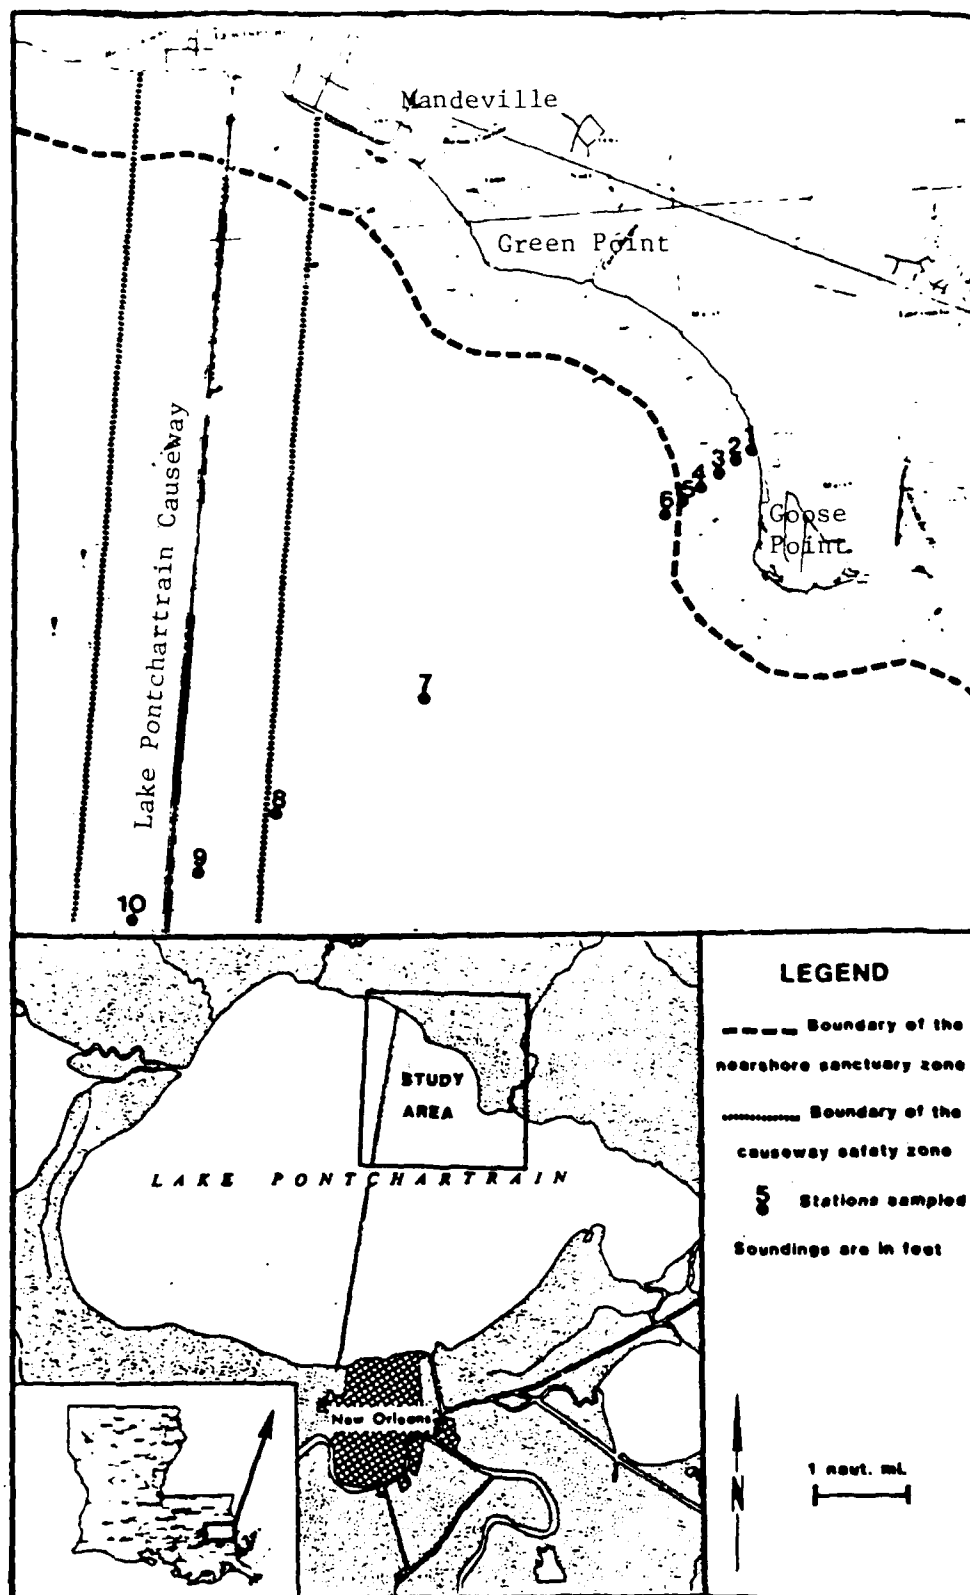 Mandeville
Green Point
Lake Pontchartrain Causeway
1
2
3
4
5
6
Goose
Point
7
8
9
10
LEGEND
Boundary of the
nearshore sanctuary zone
Boundary of the
causeway safety zone
5
Stations sampled
Soundings are in feet
STUDY
AREA
LAKE PONTCHARTRAIN
New Orleans
N
1 naut. mi.